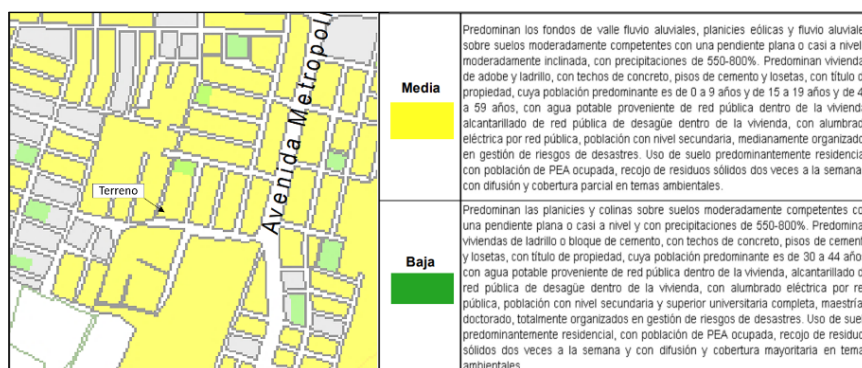 Avenida Metropoli
Terreno
Media
Predominan los fondos de valle fluvio aluviales, planicies eólicas y fluvio aluviale
sobre suelos moderadamente competentes con una pendiente plana o casi a nivel
moderadamente inclinada, con precipitaciones de 550-800%. Predominan vivienda
de adobe y ladrillo, con techos de concreto, pisos de cemento y losetas, con título d
propiedad, cuya población predominante es de 0 a 9 años y de 15 a 19 años y de 4
a 59 años, con agua potable proveniente de red pública dentro de la vivienda
alcantarillado de red pública de desagüe dentro de la vivienda, con alumbrad
eléctrica por red pública, población con nivel secundaria, medianamente organizado
en gestión de riesgos de desastres. Uso de suelo predominantemente residencia
con población de PEA ocupada, recojo de residuos sólidos dos veces a la semana
con difusión y cobertura parcial en temas ambientales.
Baja
Predominan las planicies y colinas sobre suelos moderadamente competentes co
una pendiente plana o casi a nivel y con precipitaciones de 550-800%. Predomina
viviendas de ladrillo o bloque de cemento, con techos de concreto, pisos de cement
y losetas, con título de propiedad, cuya población predominante es de 30 a 44 año
con agua potable proveniente de red pública dentro de la vivienda, alcantarillado d
red pública de desagüe dentro de la vivienda, con alumbrado eléctrica por re
pública, población con nivel secundaria y superior universitaria completa, maestría
doctorado, totalmente organizados en gestión de riesgos de desastres. Uso de suel
predominantemente residencial, con población de PEA ocupada, recojo de residuo
sólidos dos veces a la semana y con difusión y cobertura mayoritaria en tema
ambientales